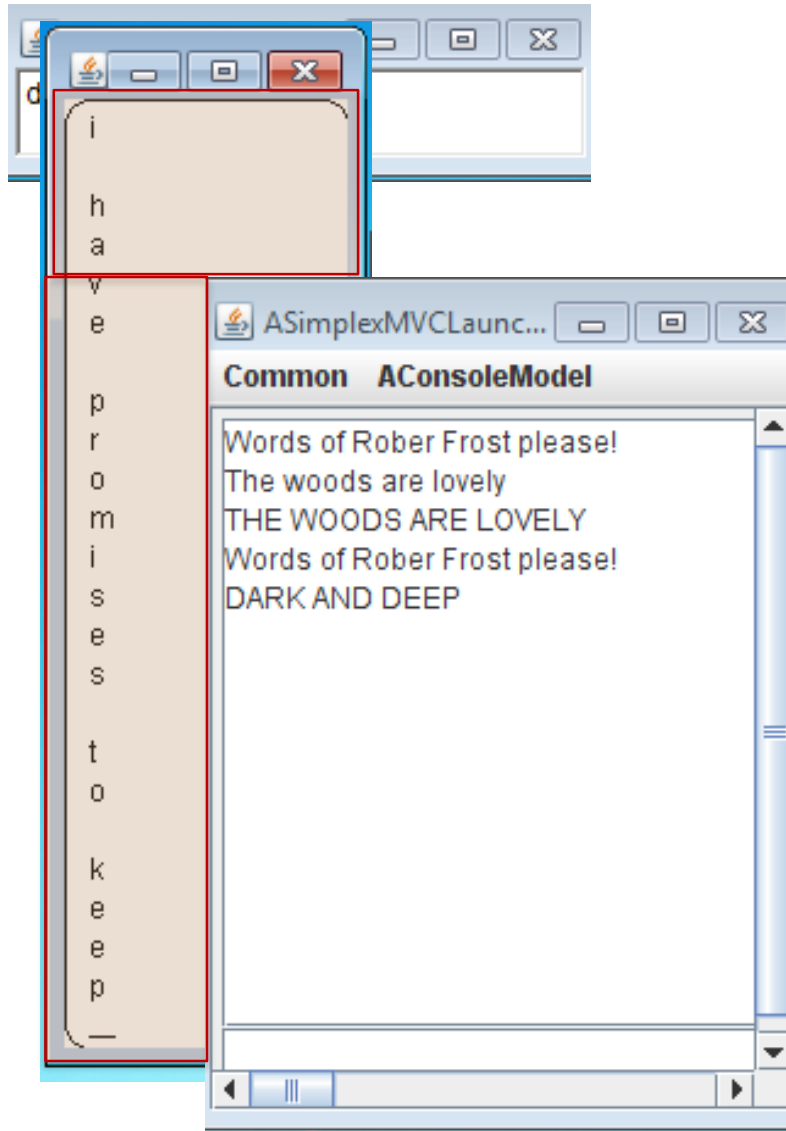 d
i
h
a
v
e
p
r
o
m
i
s
e
s
t
o
k
e
e
p
_
ASimplexMVCLaunc...
Common AConsoleModel
Words of Rober Frost please!
The woods are lovely
THE WOODS ARE LOVELY
Words of Rober Frost please!
DARK AND DEEP